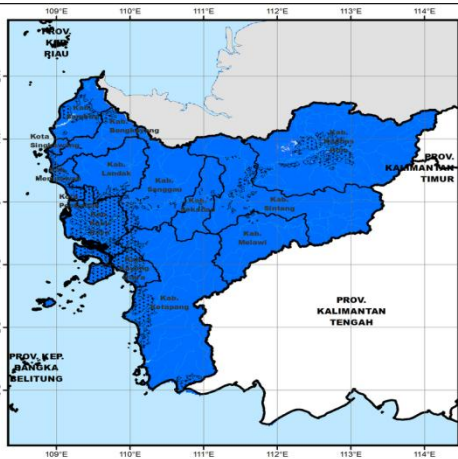 109°E 110°E 111°E 112°E 113°E 114°E
PROV.
KEP.
RIAU
Kab.
Kab.
Bengkayang
Kota
Singkawang
Kab.
Landak
Kab.
Sanggau
Kab.
Kab.
Sintang
Kab.
Melawi
Kab.
Ketapang
PROV.
KALIMANTAN
TIMUR
PROV.
KALIMANTAN
TENGAH
PROV. KEP.
BANGKA
BELITUNG
109°E 110°E 111°E 112°E 113°E 114°E